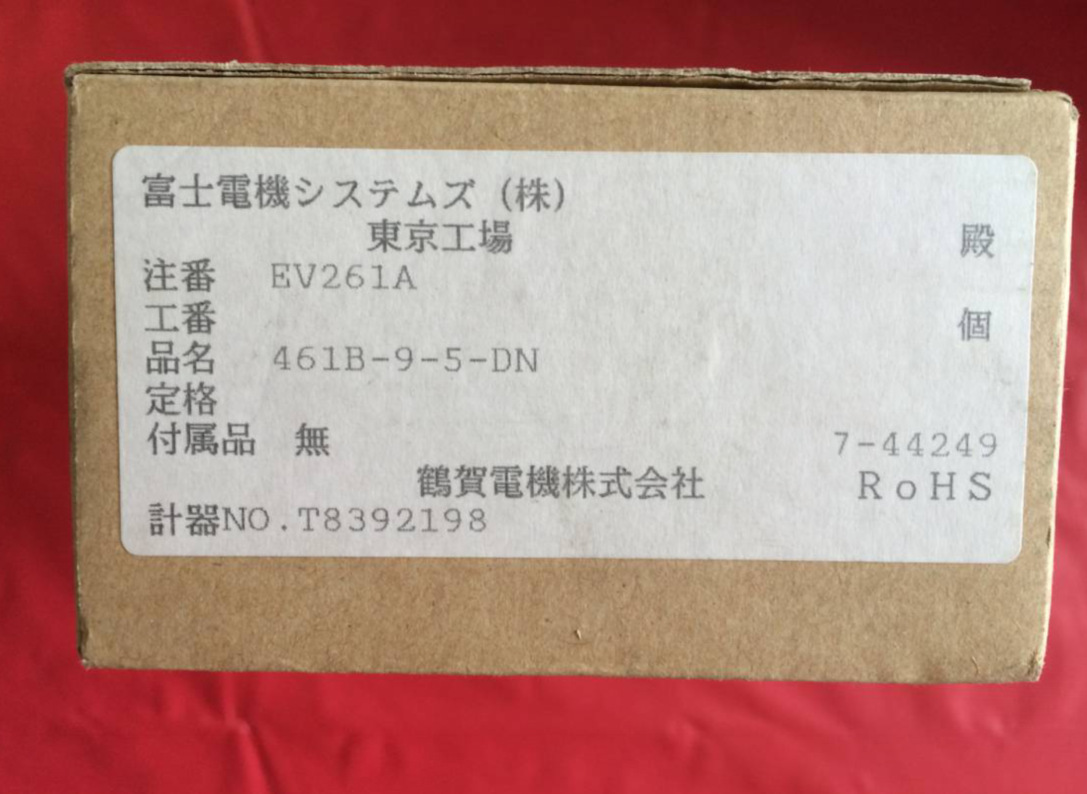 富士電機システムズ（株）
東京工場 殿
注番 EV261A
工番 個
品名 461B-9-5-DN
定格
付属品 無 7-44249
鶴賀電機株式会社 RoHS
計器NO.T8392198